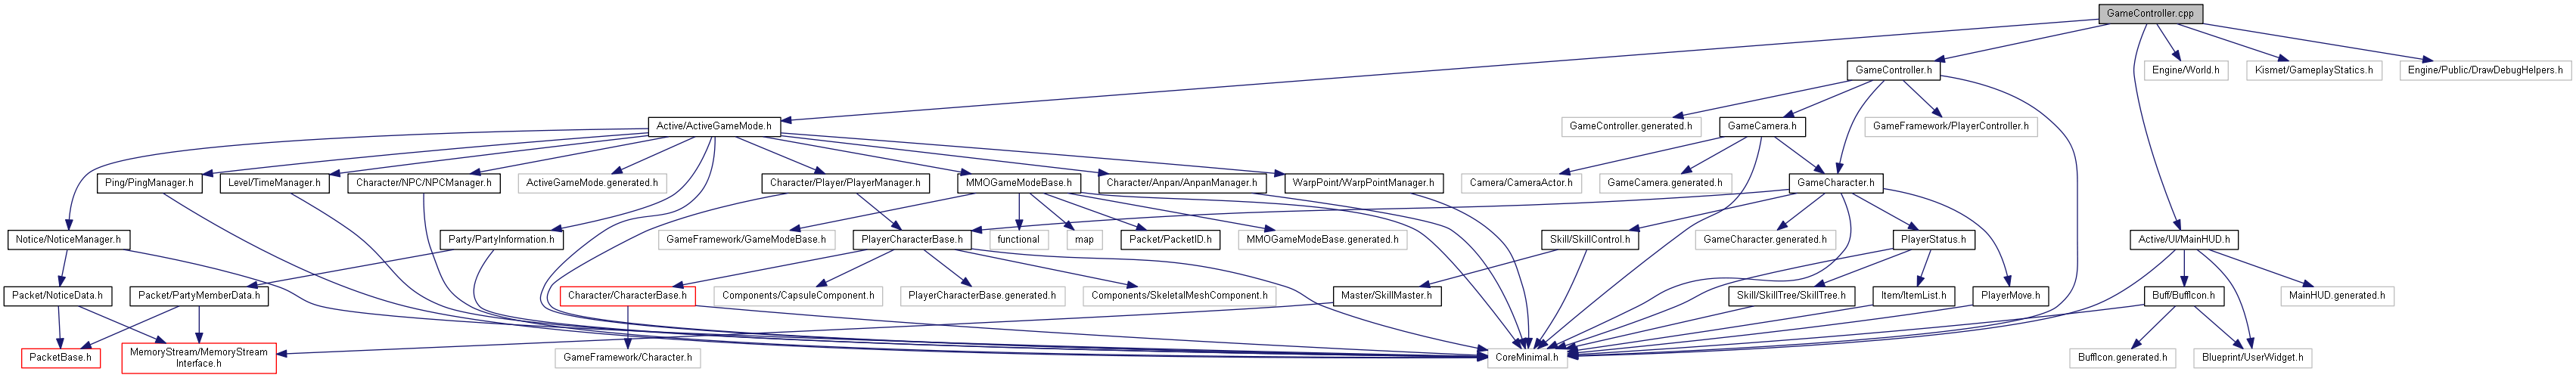 GameController.cpp
GameController.h
Engine/World.h
Kismet/GameplayStatics.h
Engine/Public/DrawDebugHelpers.h
Active/ActiveGameMode.h
GameController.generated.h
GameCamera.h
GameFramework/PlayerController.h
Ping/PingManager.h
Level/TimeManager.h
Character/NPC/NPCManager.h
ActiveGameMode.generated.h
Character/Player/PlayerManager.h
MMOGameModeBase.h
Character/Anpan/AnpanManager.h
WarpPoint/WarpPointManager.h
Camera/CameraActor.h
GameCamera.generated.h
GameCharacter.h
Notice/NoticeManager.h
Party/PartyInformation.h
GameFramework/GameModeBase.h
PlayerCharacterBase.h
functional
map
Packet/PacketID.h
MMOGameModeBase.generated.h
Skill/SkillControl.h
GameCharacter.generated.h
PlayerStatus.h
Active/UI/MainHUD.h
Packet/NoticeData.h
Packet/PartyMemberData.h
Character/CharacterBase.h
Components/CapsuleComponent.h
PlayerCharacterBase.generated.h
Components/SkeletalMeshComponent.h
Master/SkillMaster.h
Skill/SkillTree/SkillTree.h
Item/ItemList.h
PlayerMove.h
Buff/BuffIcon.h
MainHUD.generated.h
PacketBase.h
MemoryStream/MemoryStream
Interface.h
GameFramework/Character.h
CoreMinimal.h
BuffIcon.generated.h
Blueprint/UserWidget.h